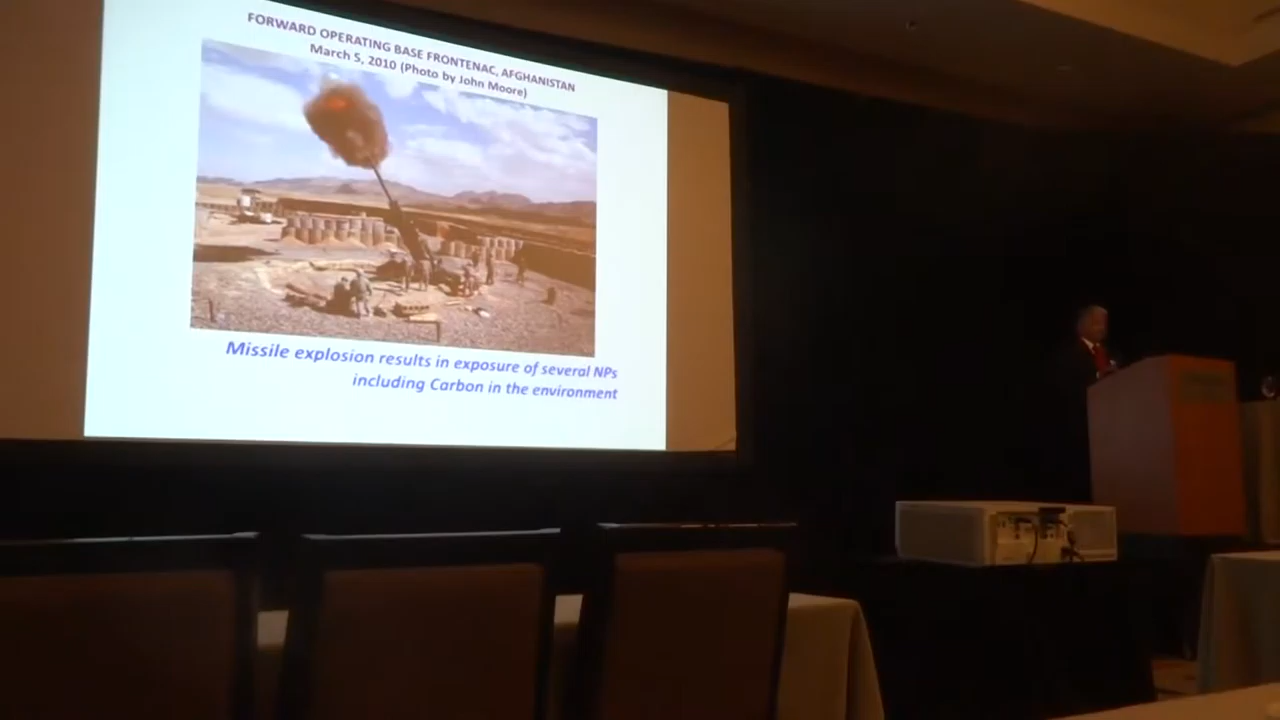 FORWARD OPERATING BASE FRONTENAC, AFGHANISTAN
March 5, 2010 (Photo by John Moore)
Missile explosion results in exposure of several NPs
including Carbon in the environment